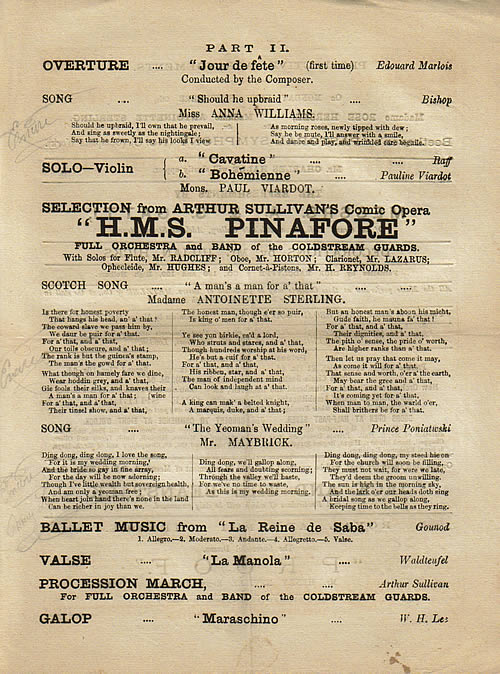 PART II.
OVERTURE .... "Jour de fête" (first time) Edouard Marlois
Conducted by the Composer.
SONG .... "Should he upbraid" .... Bishop
Miss ANNA WILLIAMS.
Should he upbraid, I'll own that he prevail,
And sing as sweetly as the nightingale;
Say that he frown, I'll say his looks I view
As morning roses, newly tipped with dew;
Say he be mute, I'll answer with a smile,
And dance and play, and wrinkled care beguile.
SOLO—Violin
a. "Cavatine" .... .... Raff
b. "Bohémienne" .... Pauline Viardot
Mons. PAUL VIARDOT.
SELECTION from ARTHUR SULLIVAN'S Comic Opera
"H.M.S. PINAFORE"
FULL ORCHESTRA and BAND of the COLDSTREAM GUARDS.
With Solos for Flute, Mr. RADCLIFF; Oboe, Mr. HORTON; Clarionet, Mr. LAZARUS;
Ophecleide, Mr. HUGHES; and Cornet-à-Pistons, Mr. H. REYNOLDS.
SCOTCH SONG .... "A man's a man for a' that" .... ....
Madame ANTOINETTE STERLING.
Is there for honest poverty
That hangs his head, an' a' that?
The coward slave we pass him by,
We daur be puir for a' that.
For a' that, and a' that,
Our toils obscure, and a' that;
The rank is but the guinea's stamp,
The man's the gowd for a' that.
What though on hamely fare we dine,
Wear hoddin grey, and a' that,
Gie fools their silks, and knaves their
A man's a man for a' that; [wine
For a' that, and a' that,
Their tinsel show, and a' that,
The honest man, though e'er so puir,
Is king o' men for a' that.
Ye see yon birkie, ca'd a lord,
Who struts and stares, and a' that,
Though hundreds worship at his word,
He's but a cuif for a' that.
For a' that, and a' that,
His ribbon, star, and a' that,
The man of independent mind
Can look and laugh at a' that.
A king can mak' a belted knight,
A marquis, duke, and a' that;
But an honest man's aboon his might,
Gude faith, he mauna fa' that!
For a' that, and a' that,
Their dignities, and a' that.
The pith o' sense, the pride o' worth,
Are higher ranks than a' that.
Then let us pray that come it may,
As come it will for a' that,
That sense and worth, o'er a' the earth,
May bear the gree and a' that,
For a' that, and a' that,
It's coming yet for a' that,
When man to man, the warld o'er,
Shall brithers be for a' that.
SONG .... "The Yeoman's Wedding" .... Prince Poniatwski
Mr. MAYBRICK.
Ding dong, ding dong, I love the song,
For it is my wedding morning,
And the bride so gay in fine array,
For the day will be now adorning;
Though I've little wealth but sovereign health,
And am only a yeoman free;
When heart join hand there's none in the land
Can be richer in joy than we.
Ding dong, we'll gallop along,
All fears and doubting scorning;
Through the valley we'll haste,
For we've no time to waste,
As this is my wedding morning.
Ding dong, ding dong, my steed hie on
For the church will soon be filling,
They must not wait, for were we late,
They'd deem the groom unwilling.
The sun is high in the morning sky,
And the lark o'er our heads doth sing
A bridal song as we gallop along,
Keeping time to the bells as they ring.
BALLET MUSIC from "La Reine de Saba" Gounod
1. Allegro.—2. Moderato.—3. Andante.—4. Allegretto.—5. Valse.
VALSE .... "La Manola" .... Waldteufel
PROCESSION MARCH, .... .... Arthur Sullivan
For FULL ORCHESTRA and BAND of the COLDSTREAM GUARDS.
GALOP .... "Maraschino" .... W. H. Les